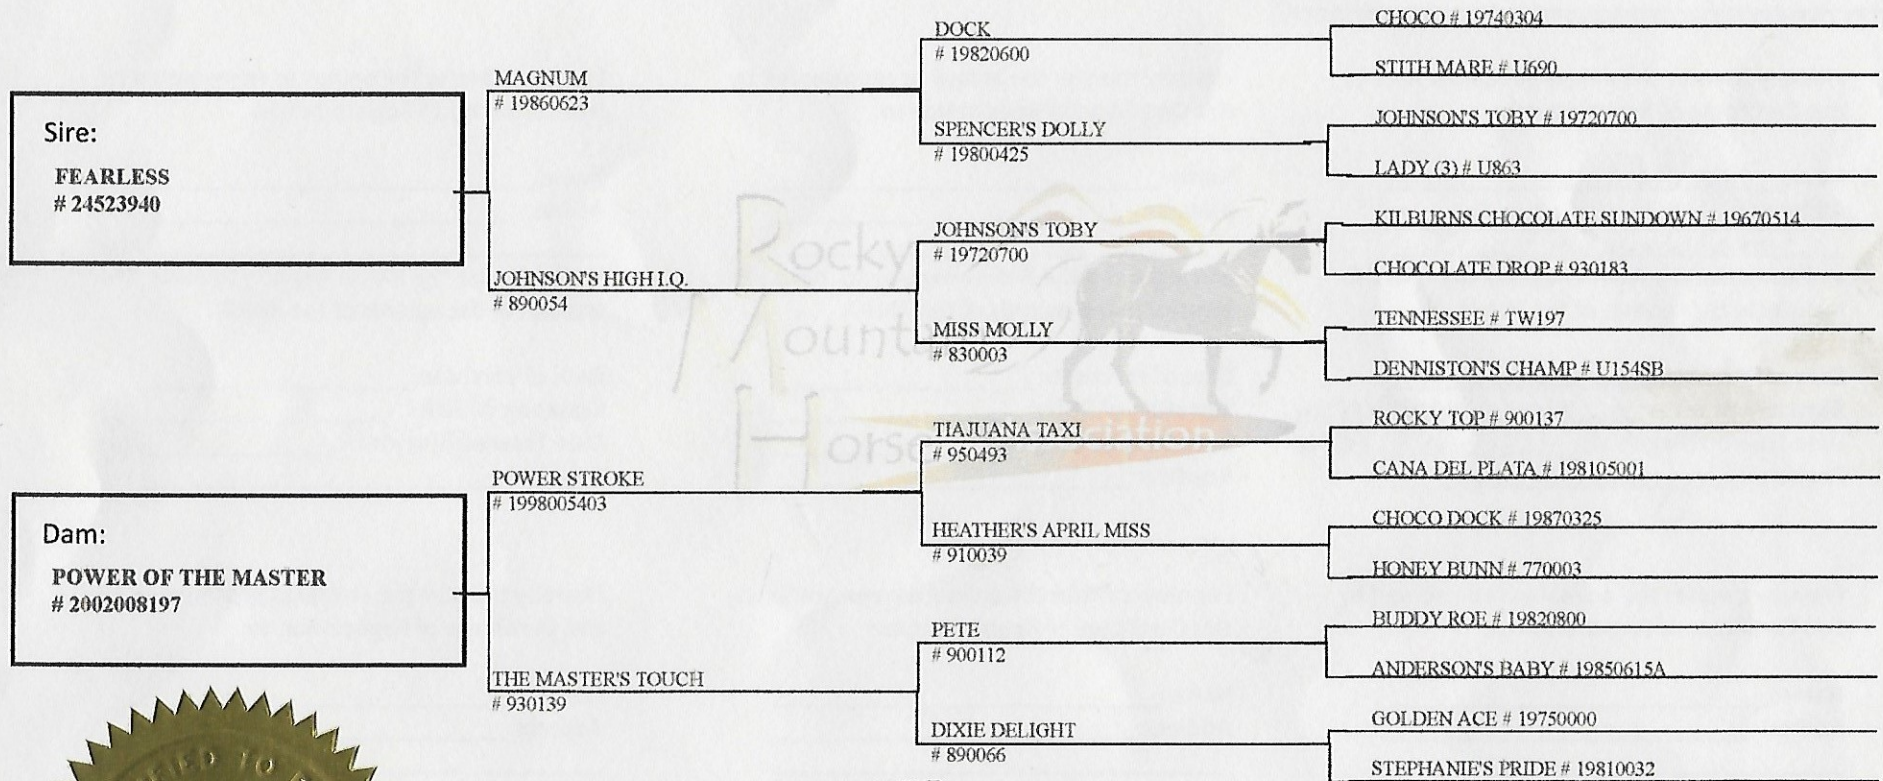 Sire:
FEARLESS
# 24523940
MAGNUM
# 19860623
JOHNSON'S HIGH I.Q.
# 890054
DOCK
# 19820600
SPENCER'S DOLLY
# 19800425
JOHNSON'S TOBY
# 19720700
MISS MOLLY
# 830003
CHOCO # 19740304
STITH MARE # U690
JOHNSON'S TOBY # 19720700
LADY (3) # U863
KILBURNS CHOCOLATE SUNDOWN # 19670514
CHOCOLATE DROP # 930183
TENNESSEE # TW197
DENNISTON'S CHAMP # U154SB
Rocky
Mountain
Horse Association
Dam:
POWER OF THE MASTER
# 2002008197
POWER STROKE
# 1998005403
THE MASTER'S TOUCH
# 930139
TIAJUANA TAXI
# 950493
HEATHER'S APRIL MISS
# 910039
PETE
# 900112
DIXIE DELIGHT
# 890066
ROCKY TOP # 900137
CANA DEL PLATA # 198105001
CHOCO DOCK # 19870325
HONEY BUNN # 770003
BUDDY ROE # 19820800
ANDERSON'S BABY # 19850615A
GOLDEN ACE # 19750000
STEPHANIE'S PRIDE # 19810032